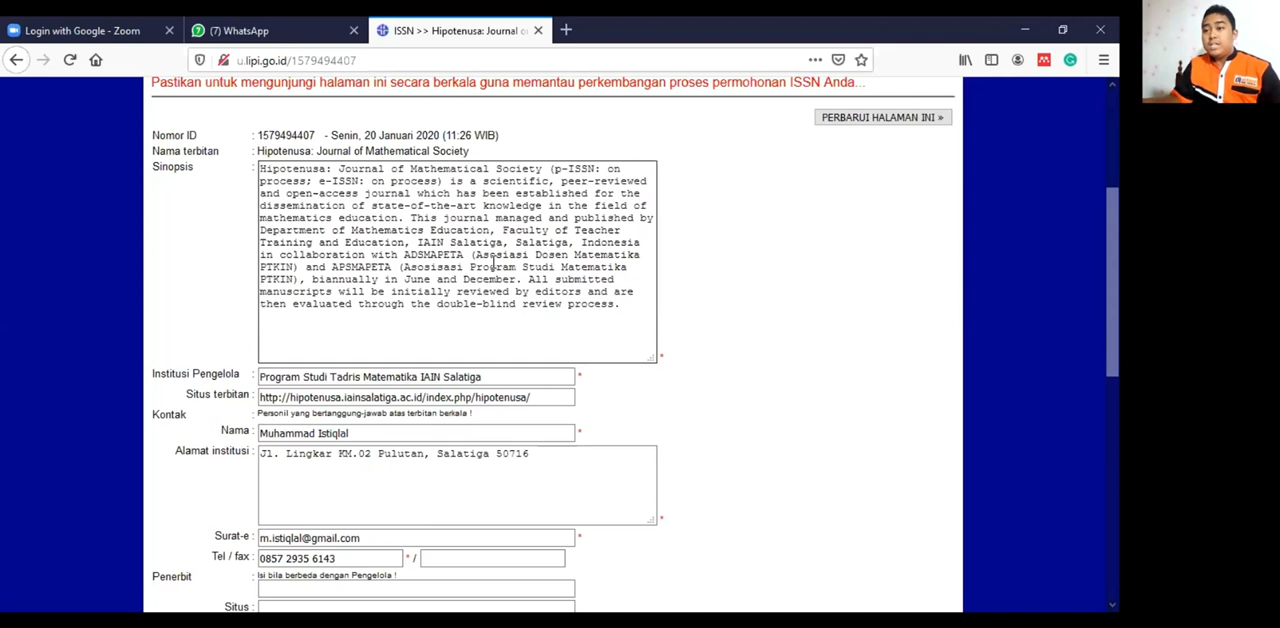 Login with Google - Zoom
(7) WhatsApp
ISSN >> Hipotenusa: Journal o
u.lipi.go.id/1579494407
Pastikan untuk mengunjungi halaman ini secara berkala guna memantau perkembangan proses permohonan ISSN Anda...
PERBARUI HALAMAN INI »
Nomor ID : 1579494407 - Senin, 20 Januari 2020 (11:26 WIB)
Nama terbitan : Hipotenusa: Journal of Mathematical Society
Sinopsis :
Hipotenusa: Journal of Mathematical Society (p-ISSN: on
process; e-ISSN: on process) is a scientific, peer-reviewed
and open-access journal which has been established for the
dissemination of state-of-the-art knowledge in the field of
mathematics education. This journal managed and published by
Department of Mathematics Education, Faculty of Teacher
Training and Education, IAIN Salatiga, Salatiga, Indonesia
in collaboration with ADSMAPETA (Asosiasi Dosen Matematika
PTKIN) and APSMAPETA (Asosisasi Program Studi Matematika
PTKIN), biannually in June and December. All submitted
manuscripts will be initially reviewed by editors and are
then evaluated through the double-blind review process.
*
Institusi Pengelola : Program Studi Tadris Matematika IAIN Salatiga *
Situs terbitan : http://hipotenusa.iainsalatiga.ac.id/index.php/hipotenusa/
Kontak : Personil yang bertanggung-jawab atas terbitan berkala !
Nama : Muhammad Istiqlal *
Alamat institusi : Jl. Lingkar KM.02 Pulutan, Salatiga 50716
*
Surat-e : m.istiqlal@gmail.com *
Tel / fax : 0857 2935 6143 * /
Penerbit : Isi bila berbeda dengan Pengelola !
Situs :